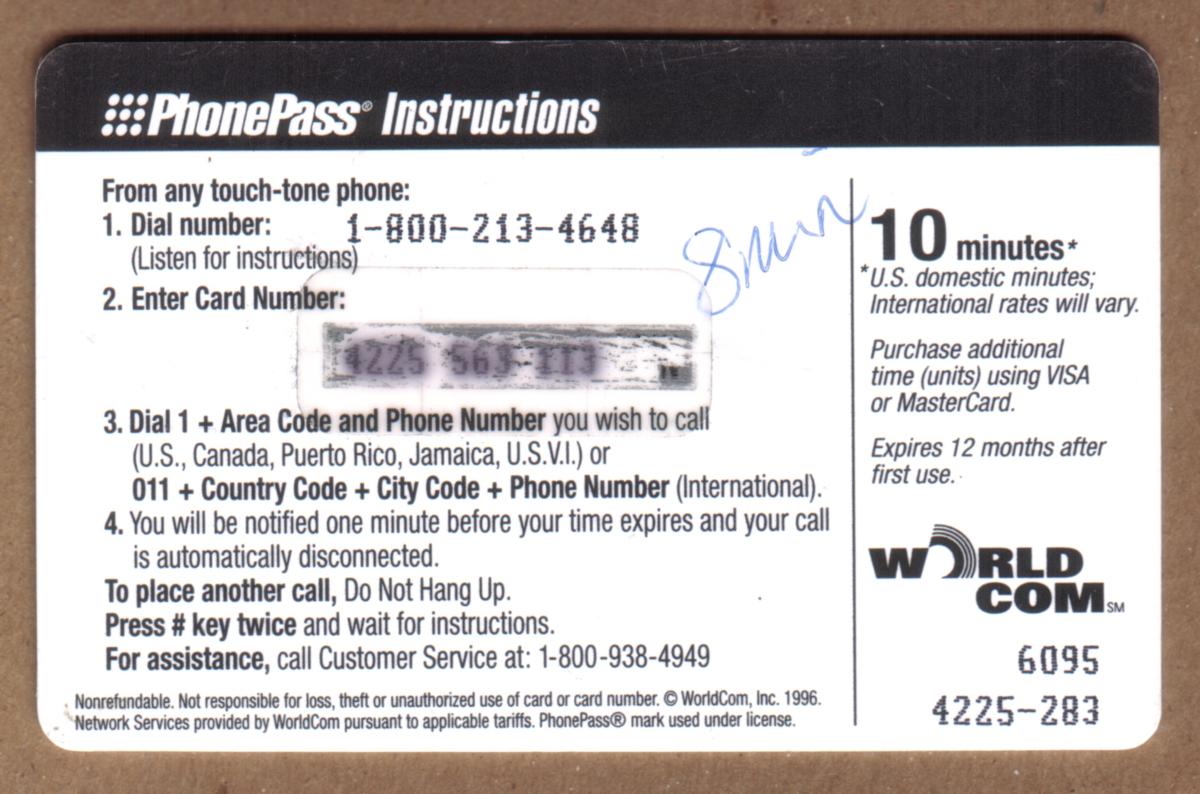 PhonePass® Instructions
From any touch-tone phone:
1. Dial number: 1-800-213-4648
(Listen for instructions)
2. Enter Card Number:
4225 563 113
3. Dial 1 + Area Code and Phone Number you wish to call
(U.S., Canada, Puerto Rico, Jamaica, U.S.V.I.) or
011 + Country Code + City Code + Phone Number (International).
4. You will be notified one minute before your time expires and your call
is automatically disconnected.
To place another call, Do Not Hang Up.
Press # key twice and wait for instructions.
For assistance, call Customer Service at: 1-800-938-4949
Nonrefundable. Not responsible for loss, theft or unauthorized use of card or card number. © WorldCom, Inc. 1996.
Network Services provided by WorldCom pursuant to applicable tariffs. PhonePass® mark used under license.
10 minutes*
*U.S. domestic minutes;
International rates will vary.
Purchase additional
time (units) using VISA
or MasterCard.
Expires 12 months after
first use.
WORLD
COM SM
6095
4225-283